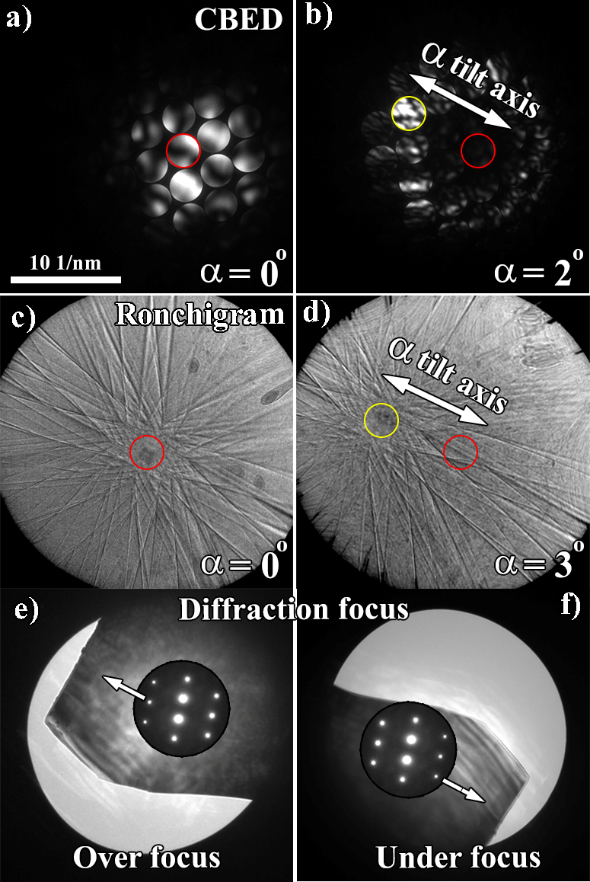 a)
CBED
10 1/nm
α = 0°
b)
α tilt axis
α = 2°
c)
Ronchigram
α = 0°
d)
α tilt axis
α = 3°
Diffraction focus
e)
Over focus
f)
Under focus